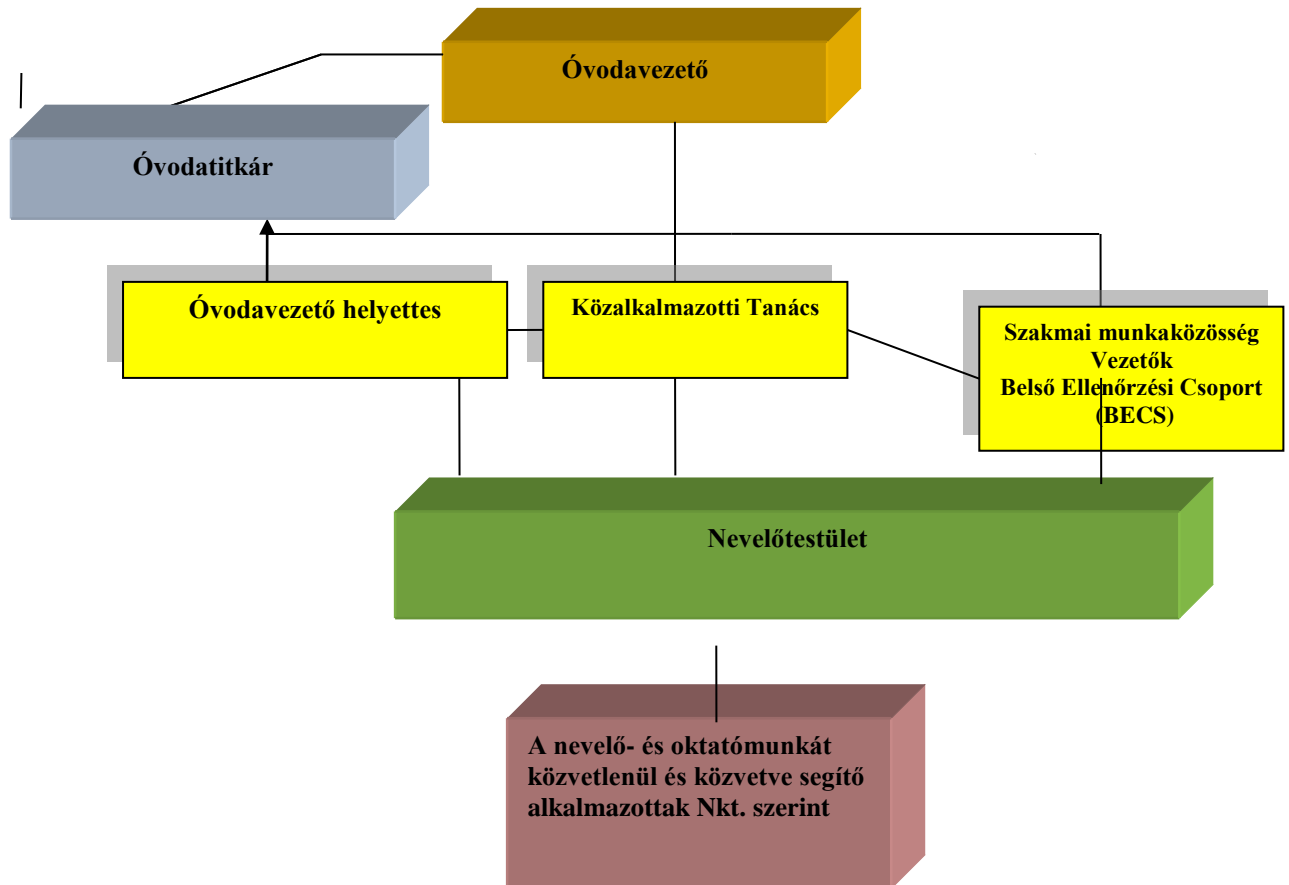 Óvodavezető
Óvodatitkár
Óvodavezető helyettes
Közalkalmazotti Tanács
Szakmai munkaközösség
Vezetők
Belső Ellenőrzési Csoport
(BECS)
Nevelőtestület
A nevelő- és oktatómunkát
közvetlenül és közvetve segítő
alkalmazottak Nkt. szerint